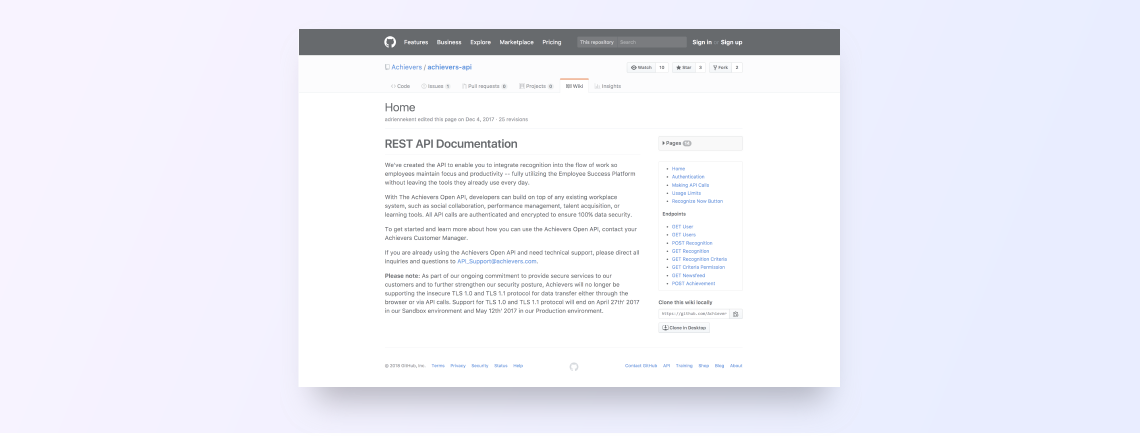 Features Business Explore Marketplace Pricing This repository Search Sign in or Sign up
Achievers / achievers-api Watch 10 Star 3 Fork 2
Code Issues 1 Pull requests 0 Projects 0 Wiki Insights
Home
adriennekent edited this page on Dec 4, 2017 · 25 revisions
REST API Documentation
We've created the API to enable you to integrate recognition into the flow of work so
employees maintain focus and productivity -- fully utilizing the Employee Success Platform
without leaving the tools they already use every day.
With The Achievers Open API, developers can build on top of any existing workplace
system, such as social collaboration, performance management, talent acquisition, or
learning tools. All API calls are authenticated and encrypted to ensure 100% data security.
To get started and learn more about how you can use the Achievers Open API, contact your
Achievers Customer Manager.
If you are already using the Achievers Open API and need technical support, please direct all
inquiries and questions to API_Support@achievers.com.
Please note: As part of our ongoing commitment to provide secure services to our
customers and to further strengthen our security posture, Achievers will no longer be
supporting the insecure TLS 1.0 and TLS 1.1 protocol for data transfer either through the
browser or via API calls. Support for TLS 1.0 and TLS 1.1 protocol will end on April 27th' 2017
in our Sandbox environment and May 12th' 2017 in our Production environment.
Pages
Home
Authentication
Making API Calls
Usage Limits
Recognize Now Button
Endpoints
GET User
GET Users
POST Recognition
GET Recognition
GET Recognition Criteria
GET Criteria Permission
GET Newsfeed
POST Achievement
Clone this wiki locally
https://github.com/Achiever
Clone in Desktop
© 2018 GitHub, Inc. Terms Privacy Security Status Help
Contact GitHub API Training Shop Blog About